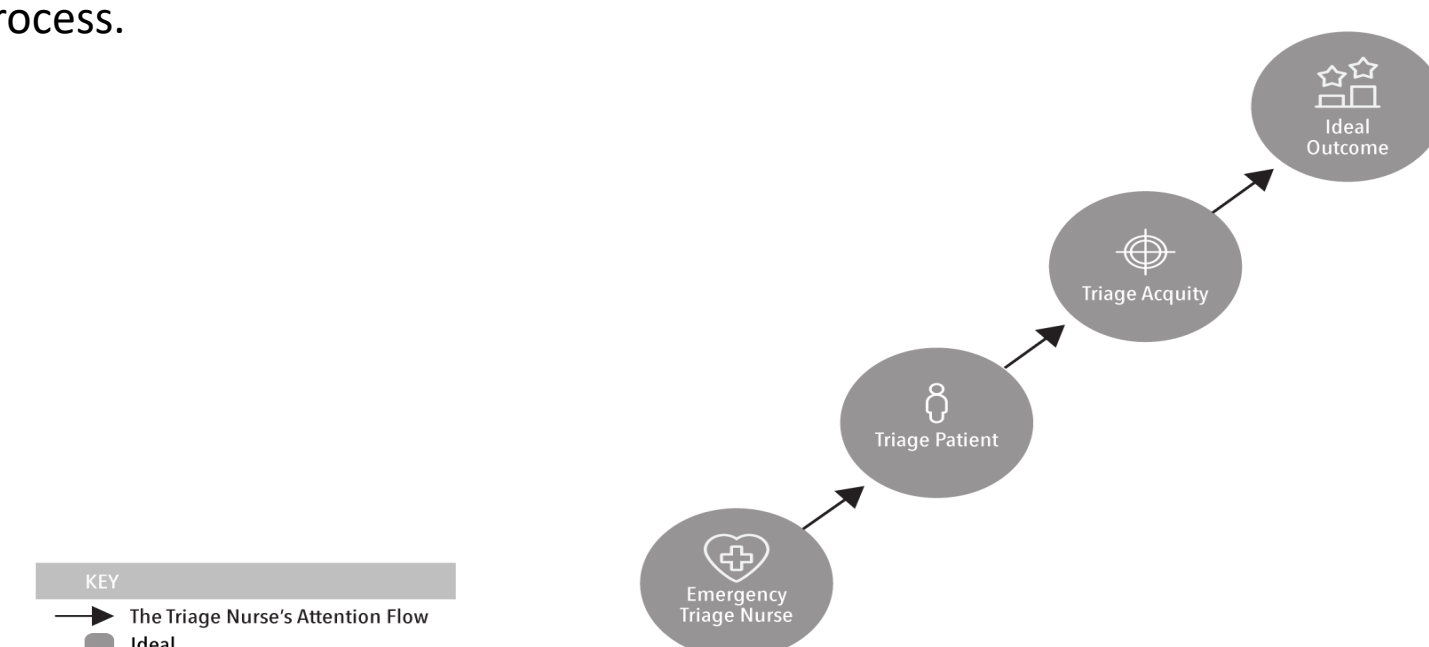 rocess.
Ideal
Outcome
Triage Acquity
Triage Patient
Emergency
Triage Nurse
KEY
The Triage Nurse's Attention Flow
Ideal